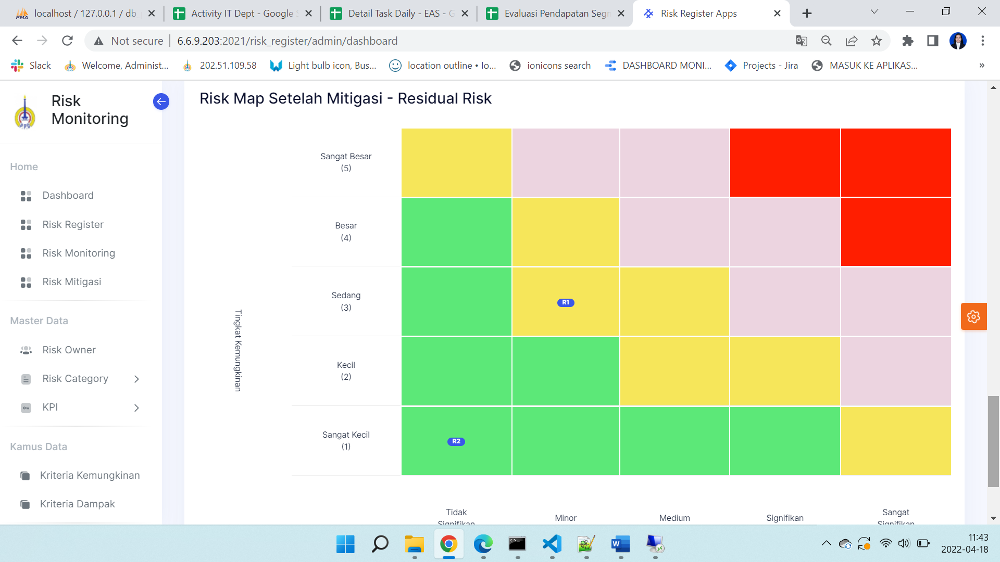 localhost / 127.0.0.1 / db_
Activity IT Dept - Google S
Detail Task Daily - EAS - G
Evaluasi Pendapatan Segn
Risk Register Apps
Not secure
6.6.9.203:2021/risk_register/admin/dashboard
Slack
Welcome, Administ...
202.51.109.58
Light bulb icon, Bus...
location outline • Io...
ionicons search
DASHBOARD MONI...
Projects - Jira
MASUK KE APLIKAS...
»
Risk
Monitoring
Home
Dashboard
Risk Register
Risk Monitoring
Risk Mitigasi
Master Data
Risk Owner
Risk Category
KPI
Kamus Data
Kriteria Kemungkinan
Kriteria Dampak
Risk Map Setelah Mitigasi - Residual Risk
Tingkat Kemungkinan
Sangat Besar
(5)
Besar
(4)
Sedang
(3)
R1
Kecil
(2)
Sangat Kecil
(1)
R2
Tidak
Signifikan
Minor
Medium
Signifikan
Sangat
Signifikan
11:43
2022-04-18